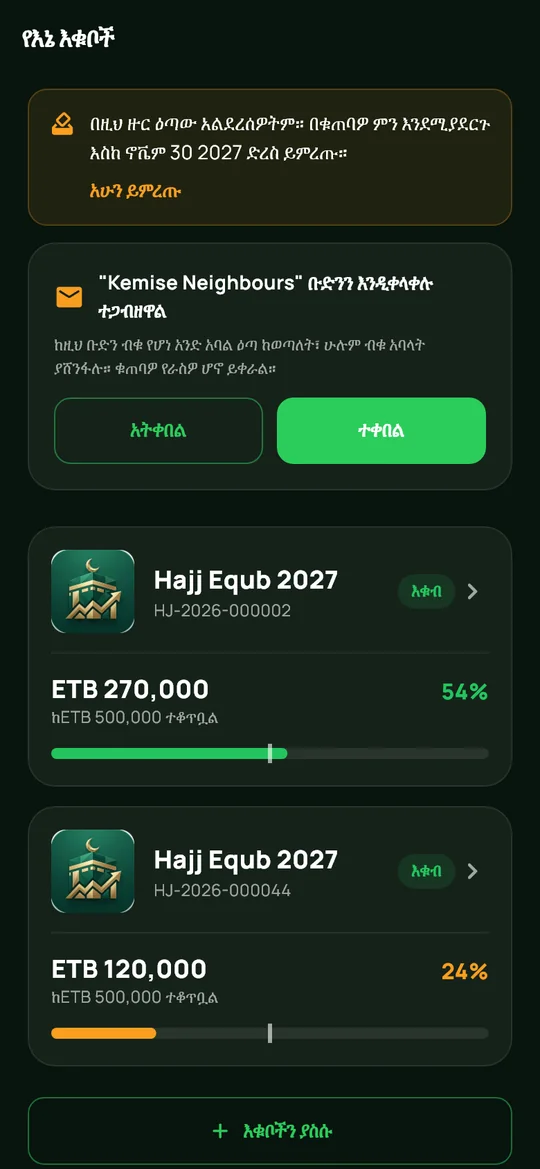 የእኔ እቁቦች
በዚህ ዙር ዕጣው አልደረሰዎትም። በቁጠባዎ ምን እንደሚያደርጉ
እስከ ኖቬም 30 2027 ድረስ ይምረጡ።
አሁን ይምረጡ
"Kemise Neighbours" ቡድንን እንዲቀላቀሉ
ተጋብዘዋል
ከዚህ ቡድን ብቁ የሆነ አንድ አባል ዕጣ ከወጣለት፣ ሁሉም ብቁ አባላት
ያሸንፋሉ። ቁጠባዎ የራስዎ ሆኖ ይቀራል።
አትቀበል
ተቀበል
Hajj Equb 2027
እቁብ
HJ-2026-000002
ETB 270,000
54%
ከETB 500,000 ተቆጥቧል
Hajj Equb 2027
እቁብ
HJ-2026-000044
ETB 120,000
24%
ከETB 500,000 ተቆጥቧል
+ እቁቦችን ያስሱ